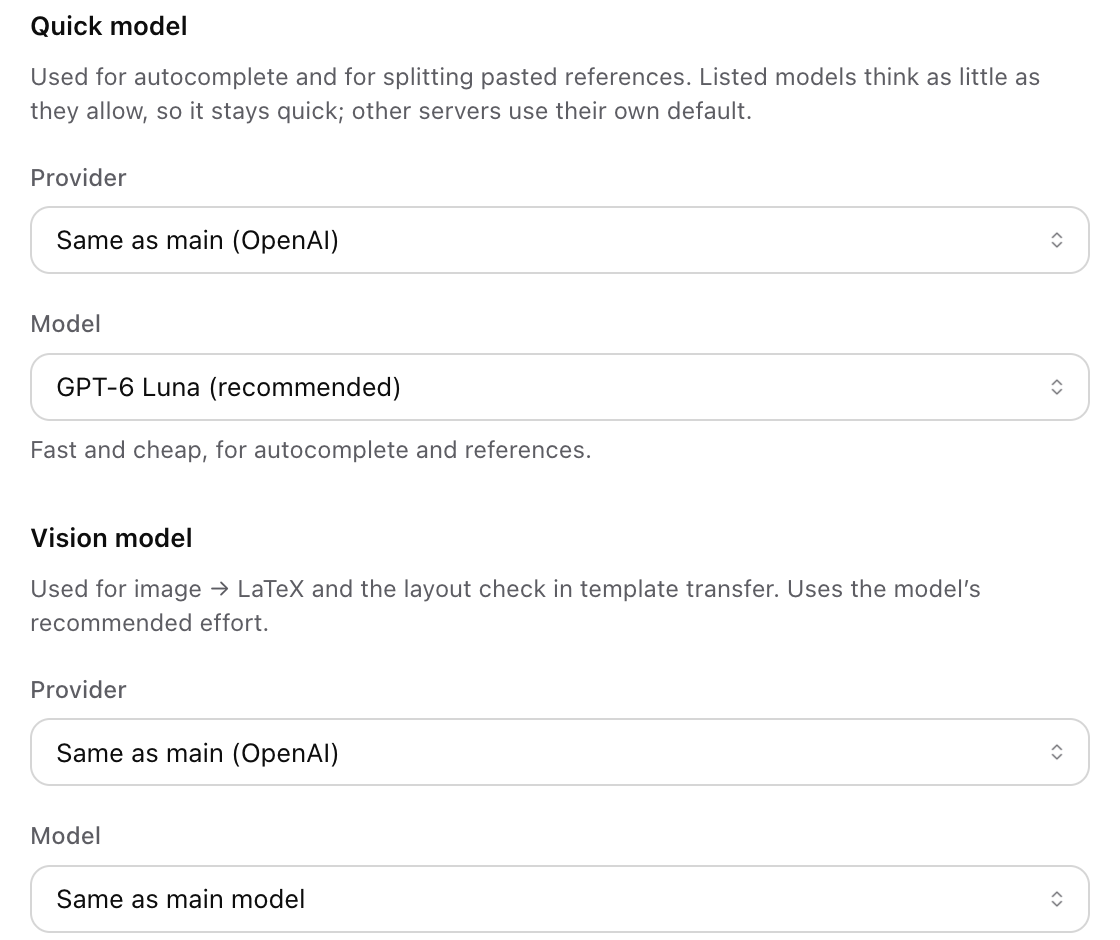 Quick model
Used for autocomplete and for splitting pasted references. Listed models think as little as
they allow, so it stays quick; other servers use their own default.
Provider
Same as main (OpenAI)
Model
GPT-6 Luna (recommended)
Fast and cheap, for autocomplete and references.
Vision model
Used for image → LaTeX and the layout check in template transfer. Uses the model’s
recommended effort.
Provider
Same as main (OpenAI)
Model
Same as main model